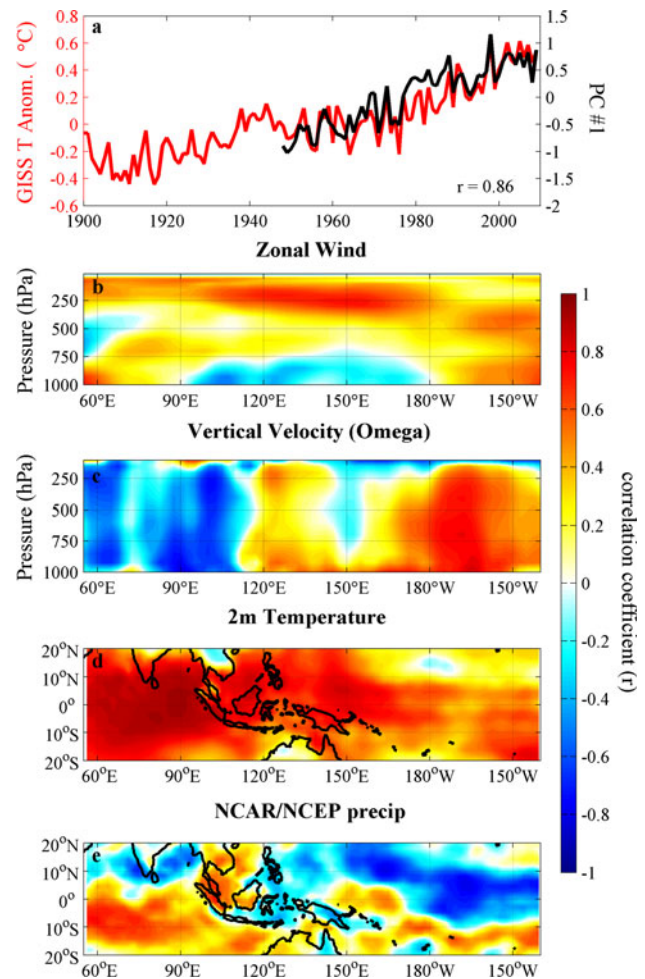 a
GISS T Anom. ( °C)
0.8
0.6
0.4
0.2
0
-0.2
-0.4
-0.6
1.5
1
0.5
0
-0.5
-1
-1.5
-2
PC #1
r = 0.86
1900 1920 1940 1960 1980 2000
Zonal Wind
b
Pressure (hPa)
250
500
750
1000
60°E 90°E 120°E 150°E 180°W 150°W
Vertical Velocity (Omega)
c
Pressure (hPa)
250
500
750
1000
60°E 90°E 120°E 150°E 180°W 150°W
2m Temperature
d
20°N
10°N
0°
10°S
20°S
60°E 90°E 120°E 150°E 180°W 150°W
NCAR/NCEP precip
e
20°N
10°N
0°
10°S
20°S
60°E 90°E 120°E 150°E 180°W 150°W
1
0.8
0.6
0.4
0.2
0
-0.2
-0.4
-0.6
-0.8
-1
correlation coefficient (r)